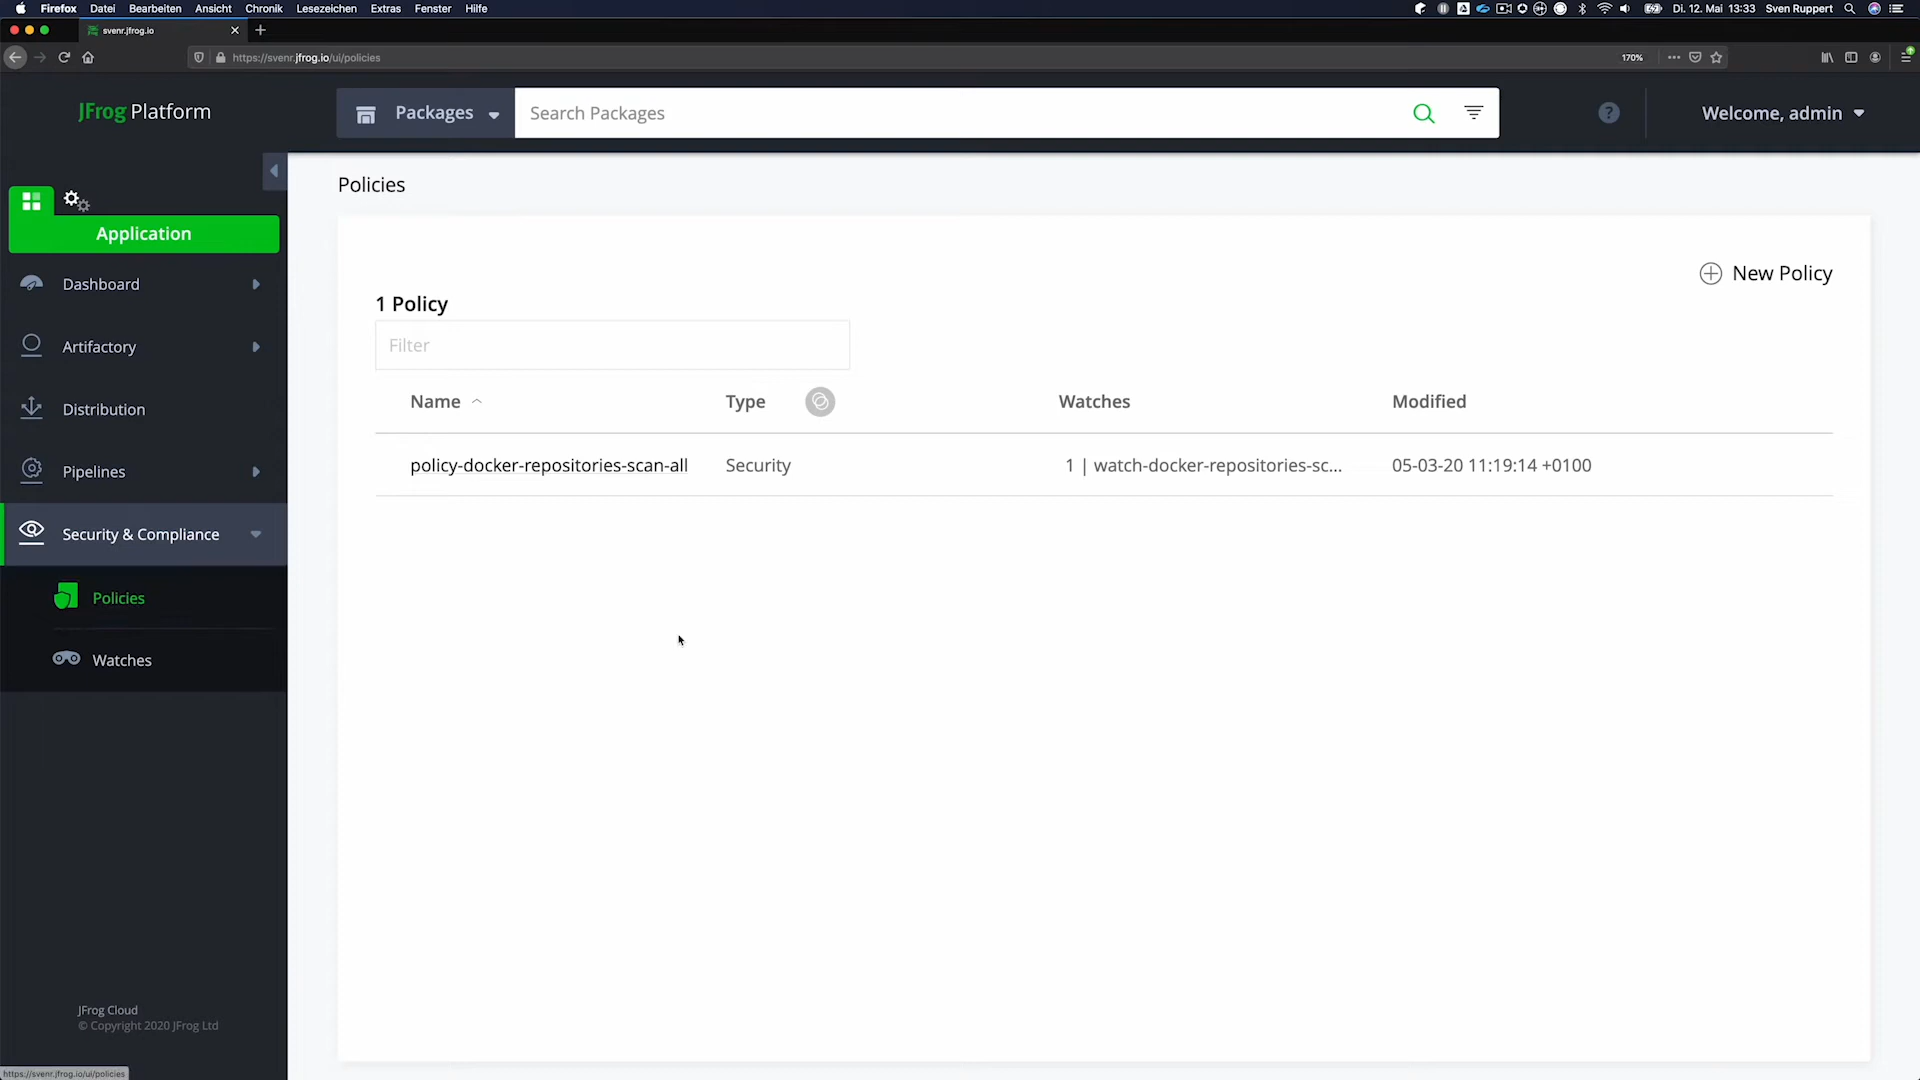 Firefox Datei Bearbeiten Ansicht Chronik Lesezeichen Extras Fenster Hilfe
Di. 12. Mai 13:33 Sven Ruppert
svenr.jfrog.io
https://svenr.jfrog.io/ui/policies
170%
JFrog Platform
Packages
Search Packages
Welcome, admin
Application
Dashboard
Artifactory
Distribution
Pipelines
Security & Compliance
Policies
Watches
Policies
New Policy
1 Policy
Filter
Name Type Watches Modified
policy-docker-repositories-scan-all Security 1 | watch-docker-repositories-sc... 05-03-20 11:19:14 +0100
JFrog Cloud
© Copyright 2020 JFrog Ltd
https://svenr.jfrog.io/ui/policies